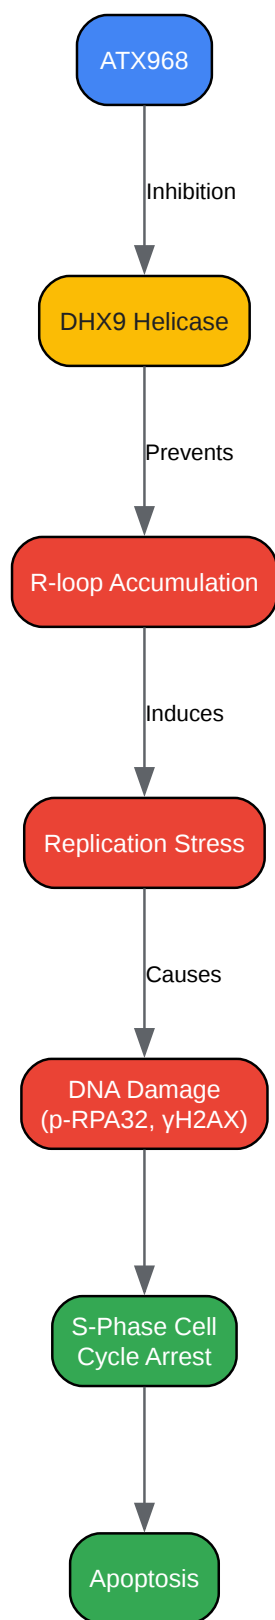 ATX968
Inhibition
DHX9 Helicase
Prevents
R-loop Accumulation
Induces
Replication Stress
Causes
DNA Damage
(p-RPA32, γH2AX)
S-Phase Cell
Cycle Arrest
Apoptosis